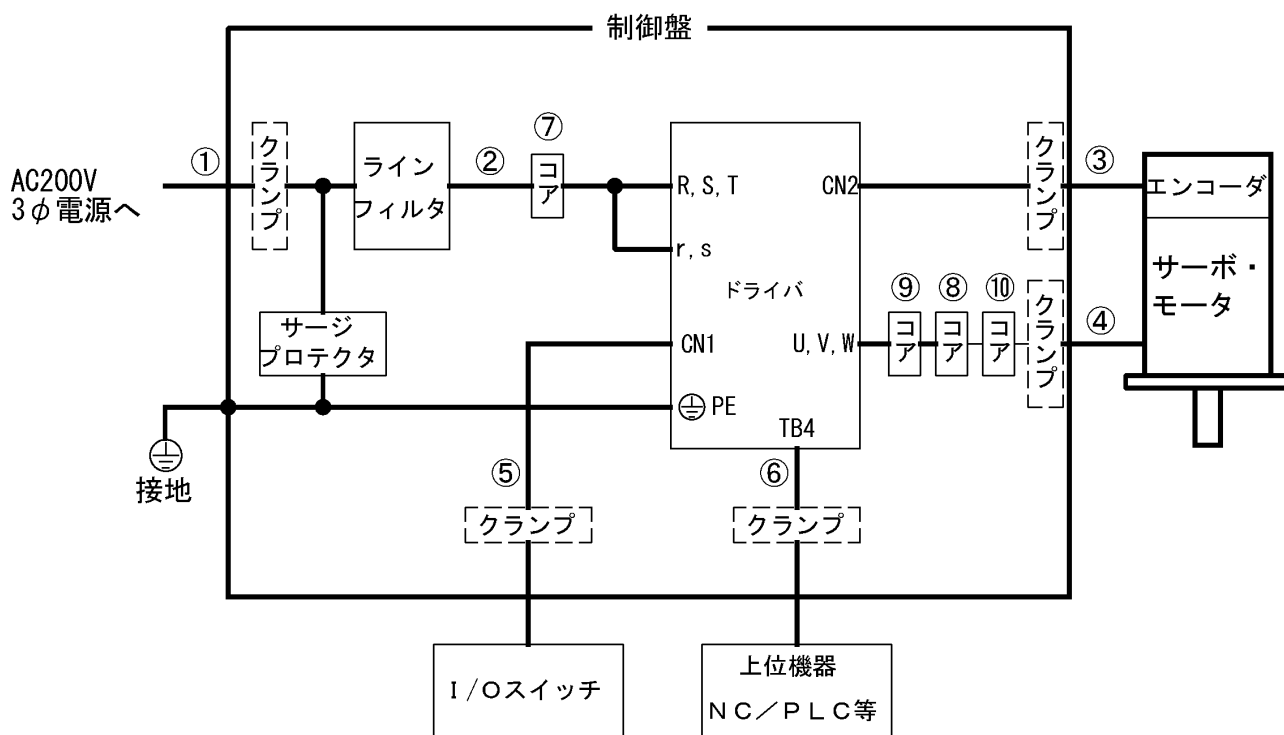 制御盤
AC200V
3φ電源へ
①
クランプ
ライン
フィルタ
②
⑦
コア
R, S, T
r, s
CN1
PE
ドライバ
CN2
U, V, W
TB4
⑨
コア
⑧
コア
⑩
コア
クランプ
③
クランプ
④
エンコーダ
サーボ・
モータ
サージ
プロテクタ
接地
⑤
クランプ
⑥
クランプ
I/Oスイッチ
上位機器
NC／PLC等